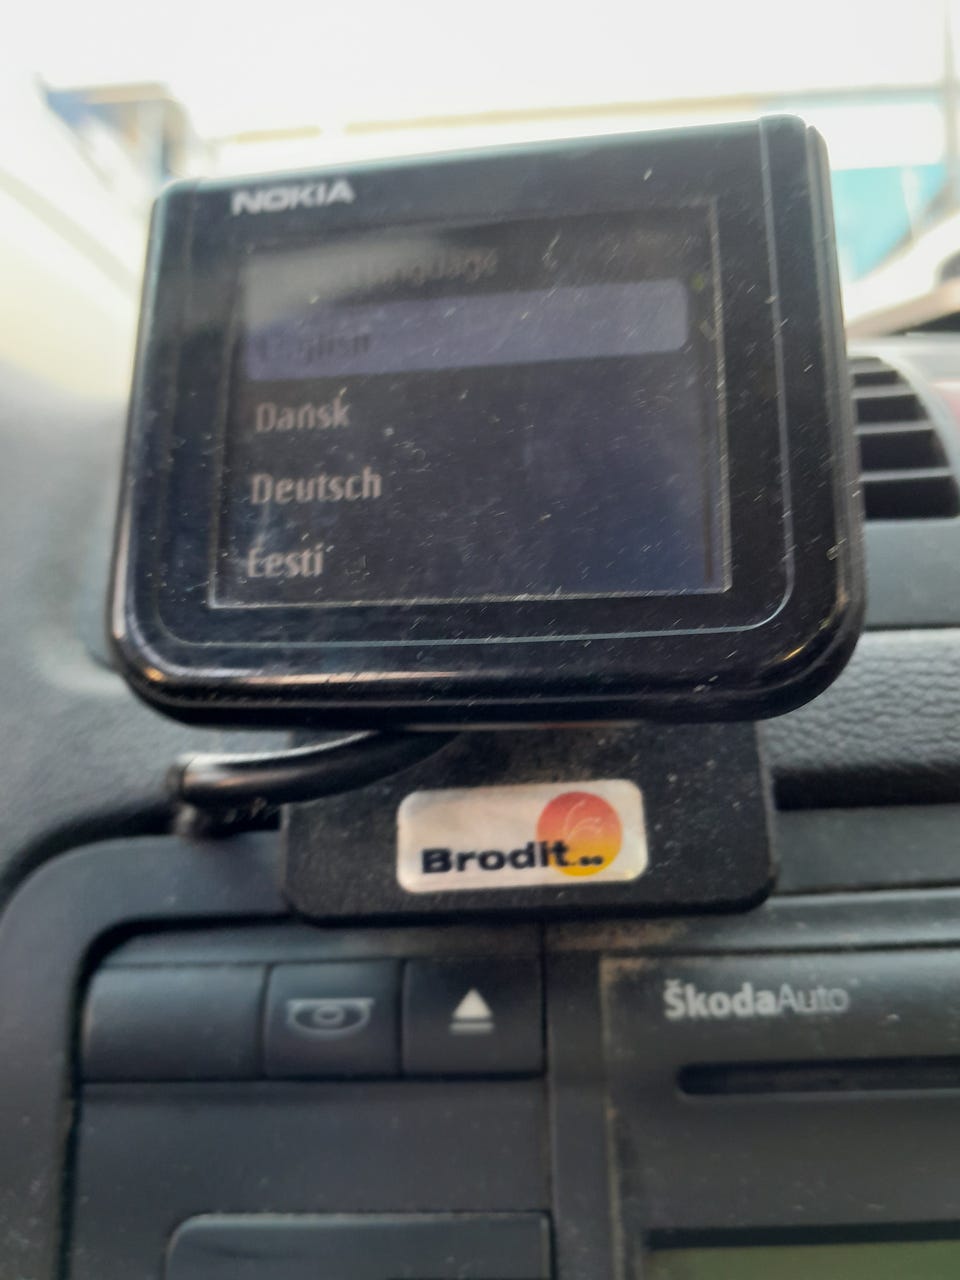 NOKIA
language
English
Dansk
Deutsch
Eesti
Brodit
ŠkodaAuto